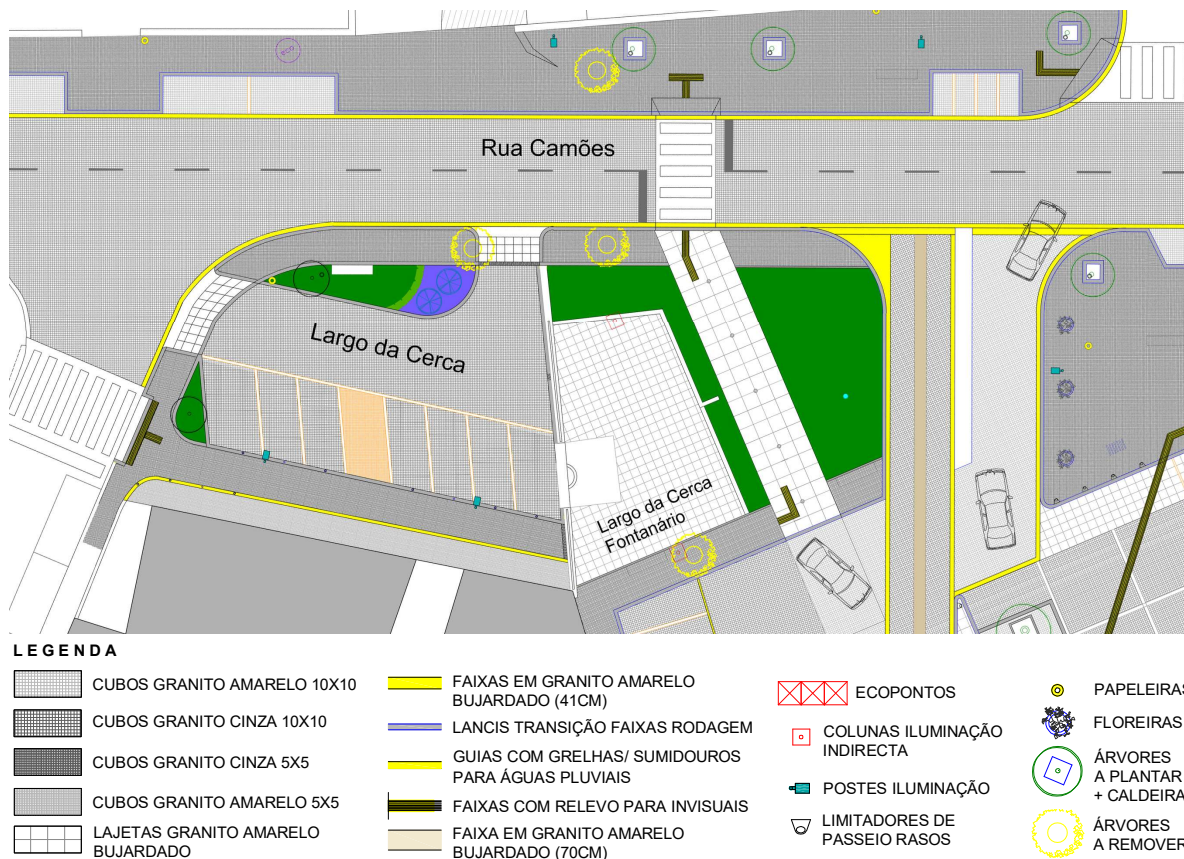 Rua Camões
Largo da Cerca
Largo da Cerca
Fontanário
LEGENDA
CUBOS GRANITO AMARELO 10X10
CUBOS GRANITO CINZA 10X10
CUBOS GRANITO CINZA 5X5
CUBOS GRANITO AMARELO 5X5
LAJETAS GRANITO AMARELO
BUJARDADO
FAIXAS EM GRANITO AMARELO
BUJARDADO (41CM)
LANCIS TRANSIÇÃO FAIXAS RODAGEM
GUIAS COM GRELHAS/ SUMIDOUROS
PARA ÁGUAS PLUVIAIS
FAIXAS COM RELEVO PARA INVISUAIS
FAIXA EM GRANITO AMARELO
BUJARDADO (70CM)
ECOPONTOS
COLUNAS ILUMINAÇÃO
INDIRECTA
POSTES ILUMINAÇÃO
LIMITADORES DE
PASSEIO RASOS
PAPELEIRAS
FLOREIRAS
ÁRVORES
A PLANTAR
+ CALDEIRA
ÁRVORES
A REMOVER